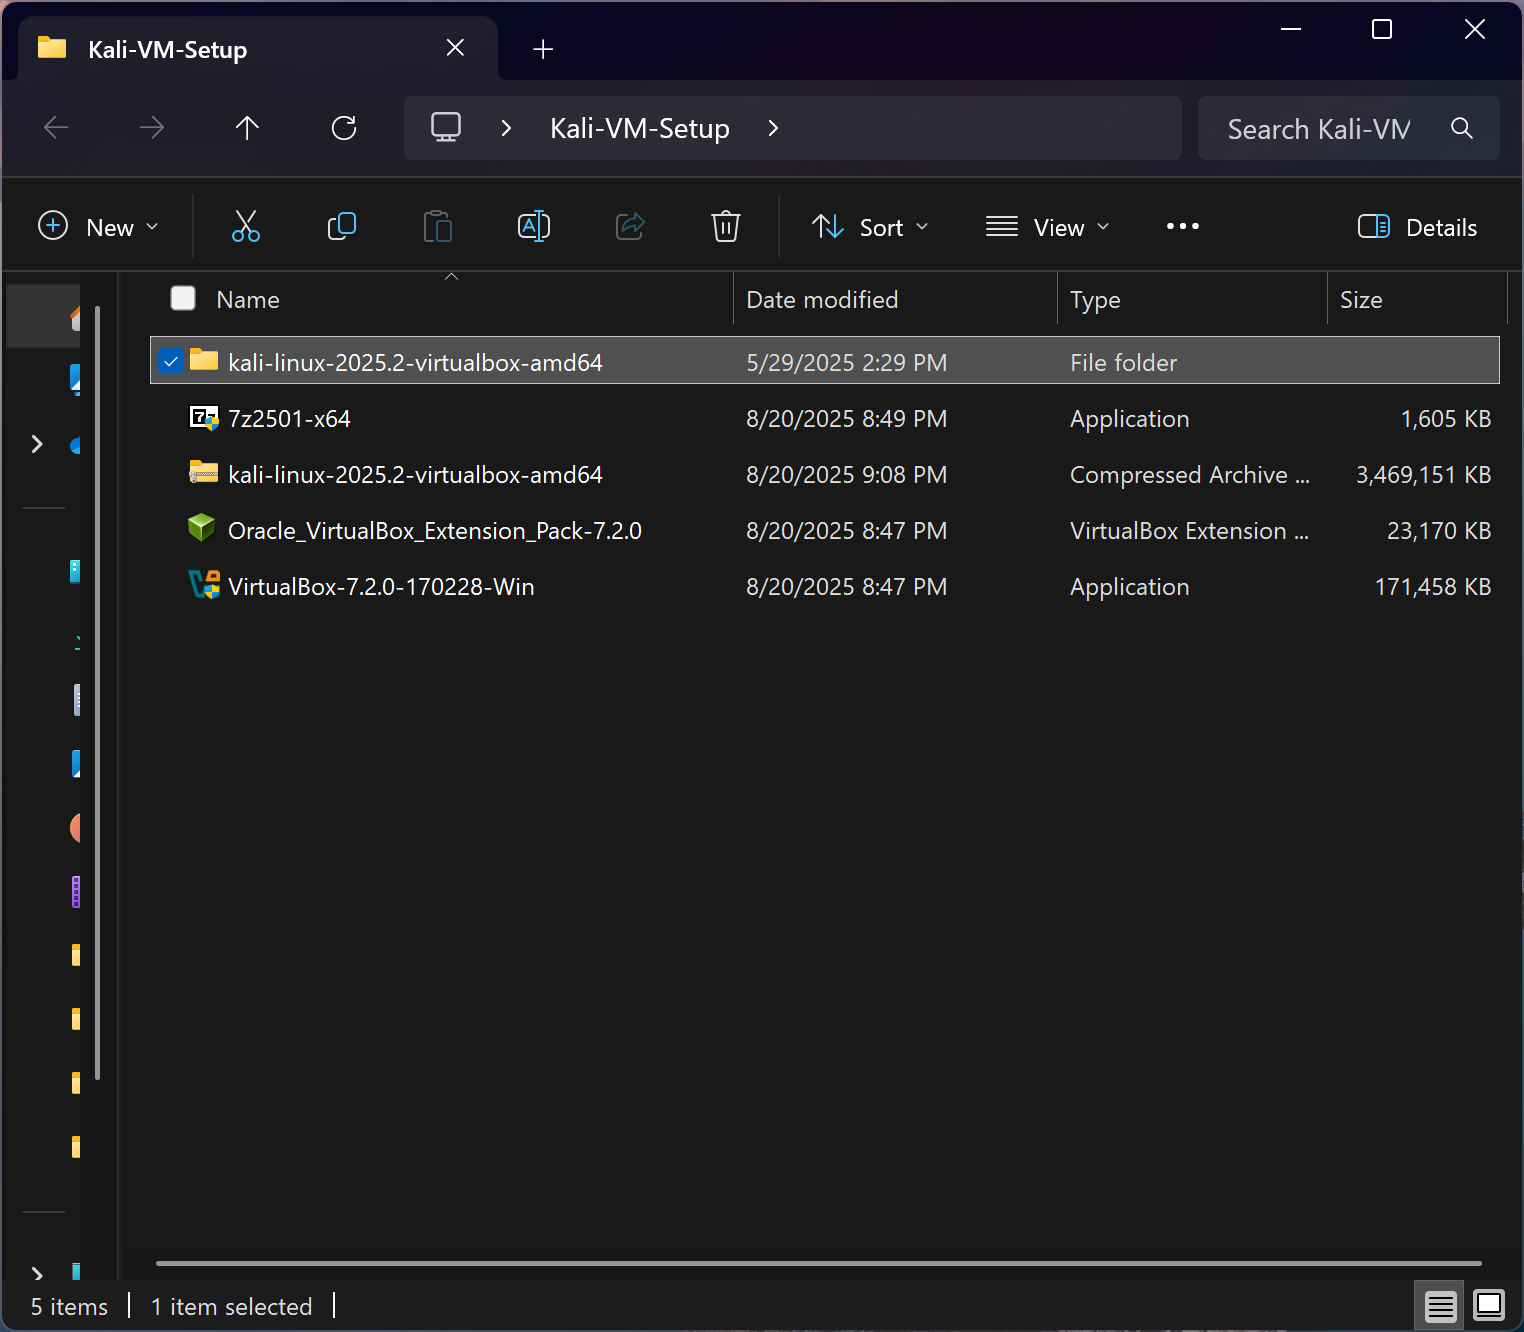 Kali-VM-Setup
Kali-VM-Setup
Search Kali-VM
New
Sort
View
Details
Name Date modified Type Size
kali-linux-2025.2-virtualbox-amd64 5/29/2025 2:29 PM File folder
7z2501-x64 8/20/2025 8:49 PM Application 1,605 KB
kali-linux-2025.2-virtualbox-amd64 8/20/2025 9:08 PM Compressed Archive ... 3,469,151 KB
Oracle_VirtualBox_Extension_Pack-7.2.0 8/20/2025 8:47 PM VirtualBox Extension ... 23,170 KB
VirtualBox-7.2.0-170228-Win 8/20/2025 8:47 PM Application 171,458 KB
5 items 1 item selected